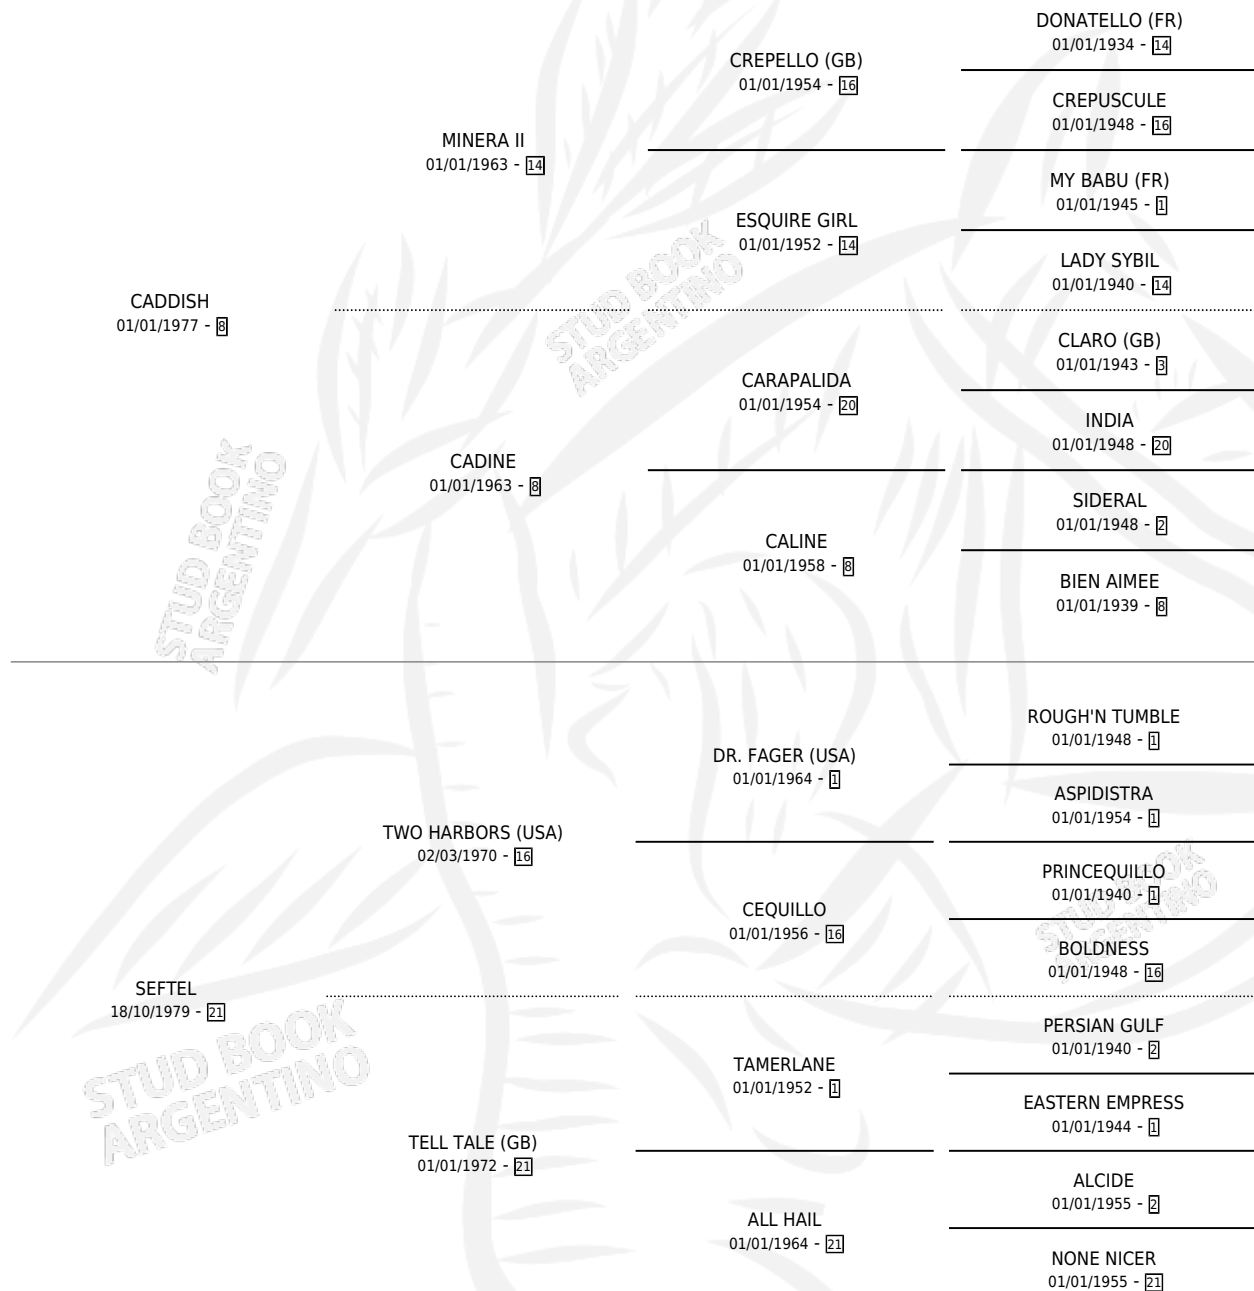 DONATELLO (FR)
01/01/1934 - 14
CREPELLO (GB)
01/01/1954 - 16
CREPUSCULE
01/01/1948 - 16
MINERA II
01/01/1963 - 14
MY BABU (FR)
01/01/1945 - 1
ESQUIRE GIRL
01/01/1952 - 14
LADY SYBIL
01/01/1940 - 14
CADDISH
01/01/1977 - 8
CLARO (GB)
01/01/1943 - 3
CARAPALIDA
01/01/1954 - 20
INDIA
01/01/1948 - 20
CADINE
01/01/1963 - 8
SIDERAL
01/01/1948 - 2
CALINE
01/01/1958 - 8
BIEN AIMEE
01/01/1939 - 8
STUD BOOK
ARGENTINO
STUD BOOK
ARGENTINO
ROUGH'N TUMBLE
01/01/1948 - 1
DR. FAGER (USA)
01/01/1964 - 1
ASPIDISTRA
01/01/1954 - 1
TWO HARBORS (USA)
02/03/1970 - 16
PRINCEQUILLO
01/01/1940 - 1
CEQUILLO
01/01/1956 - 16
BOLDNESS
01/01/1948 - 16
STUD BOOK
ARGENTINO
SEFTEL
18/10/1979 - 21
PERSIAN GULF
01/01/1940 - 2
TAMERLANE
01/01/1952 - 1
EASTERN EMPRESS
01/01/1944 - 1
STUD BOOK
ARGENTINO
TELL TALE (GB)
01/01/1972 - 21
ALCIDE
01/01/1955 - 2
ALL HAIL
01/01/1964 - 21
NONE NICER
01/01/1955 - 21